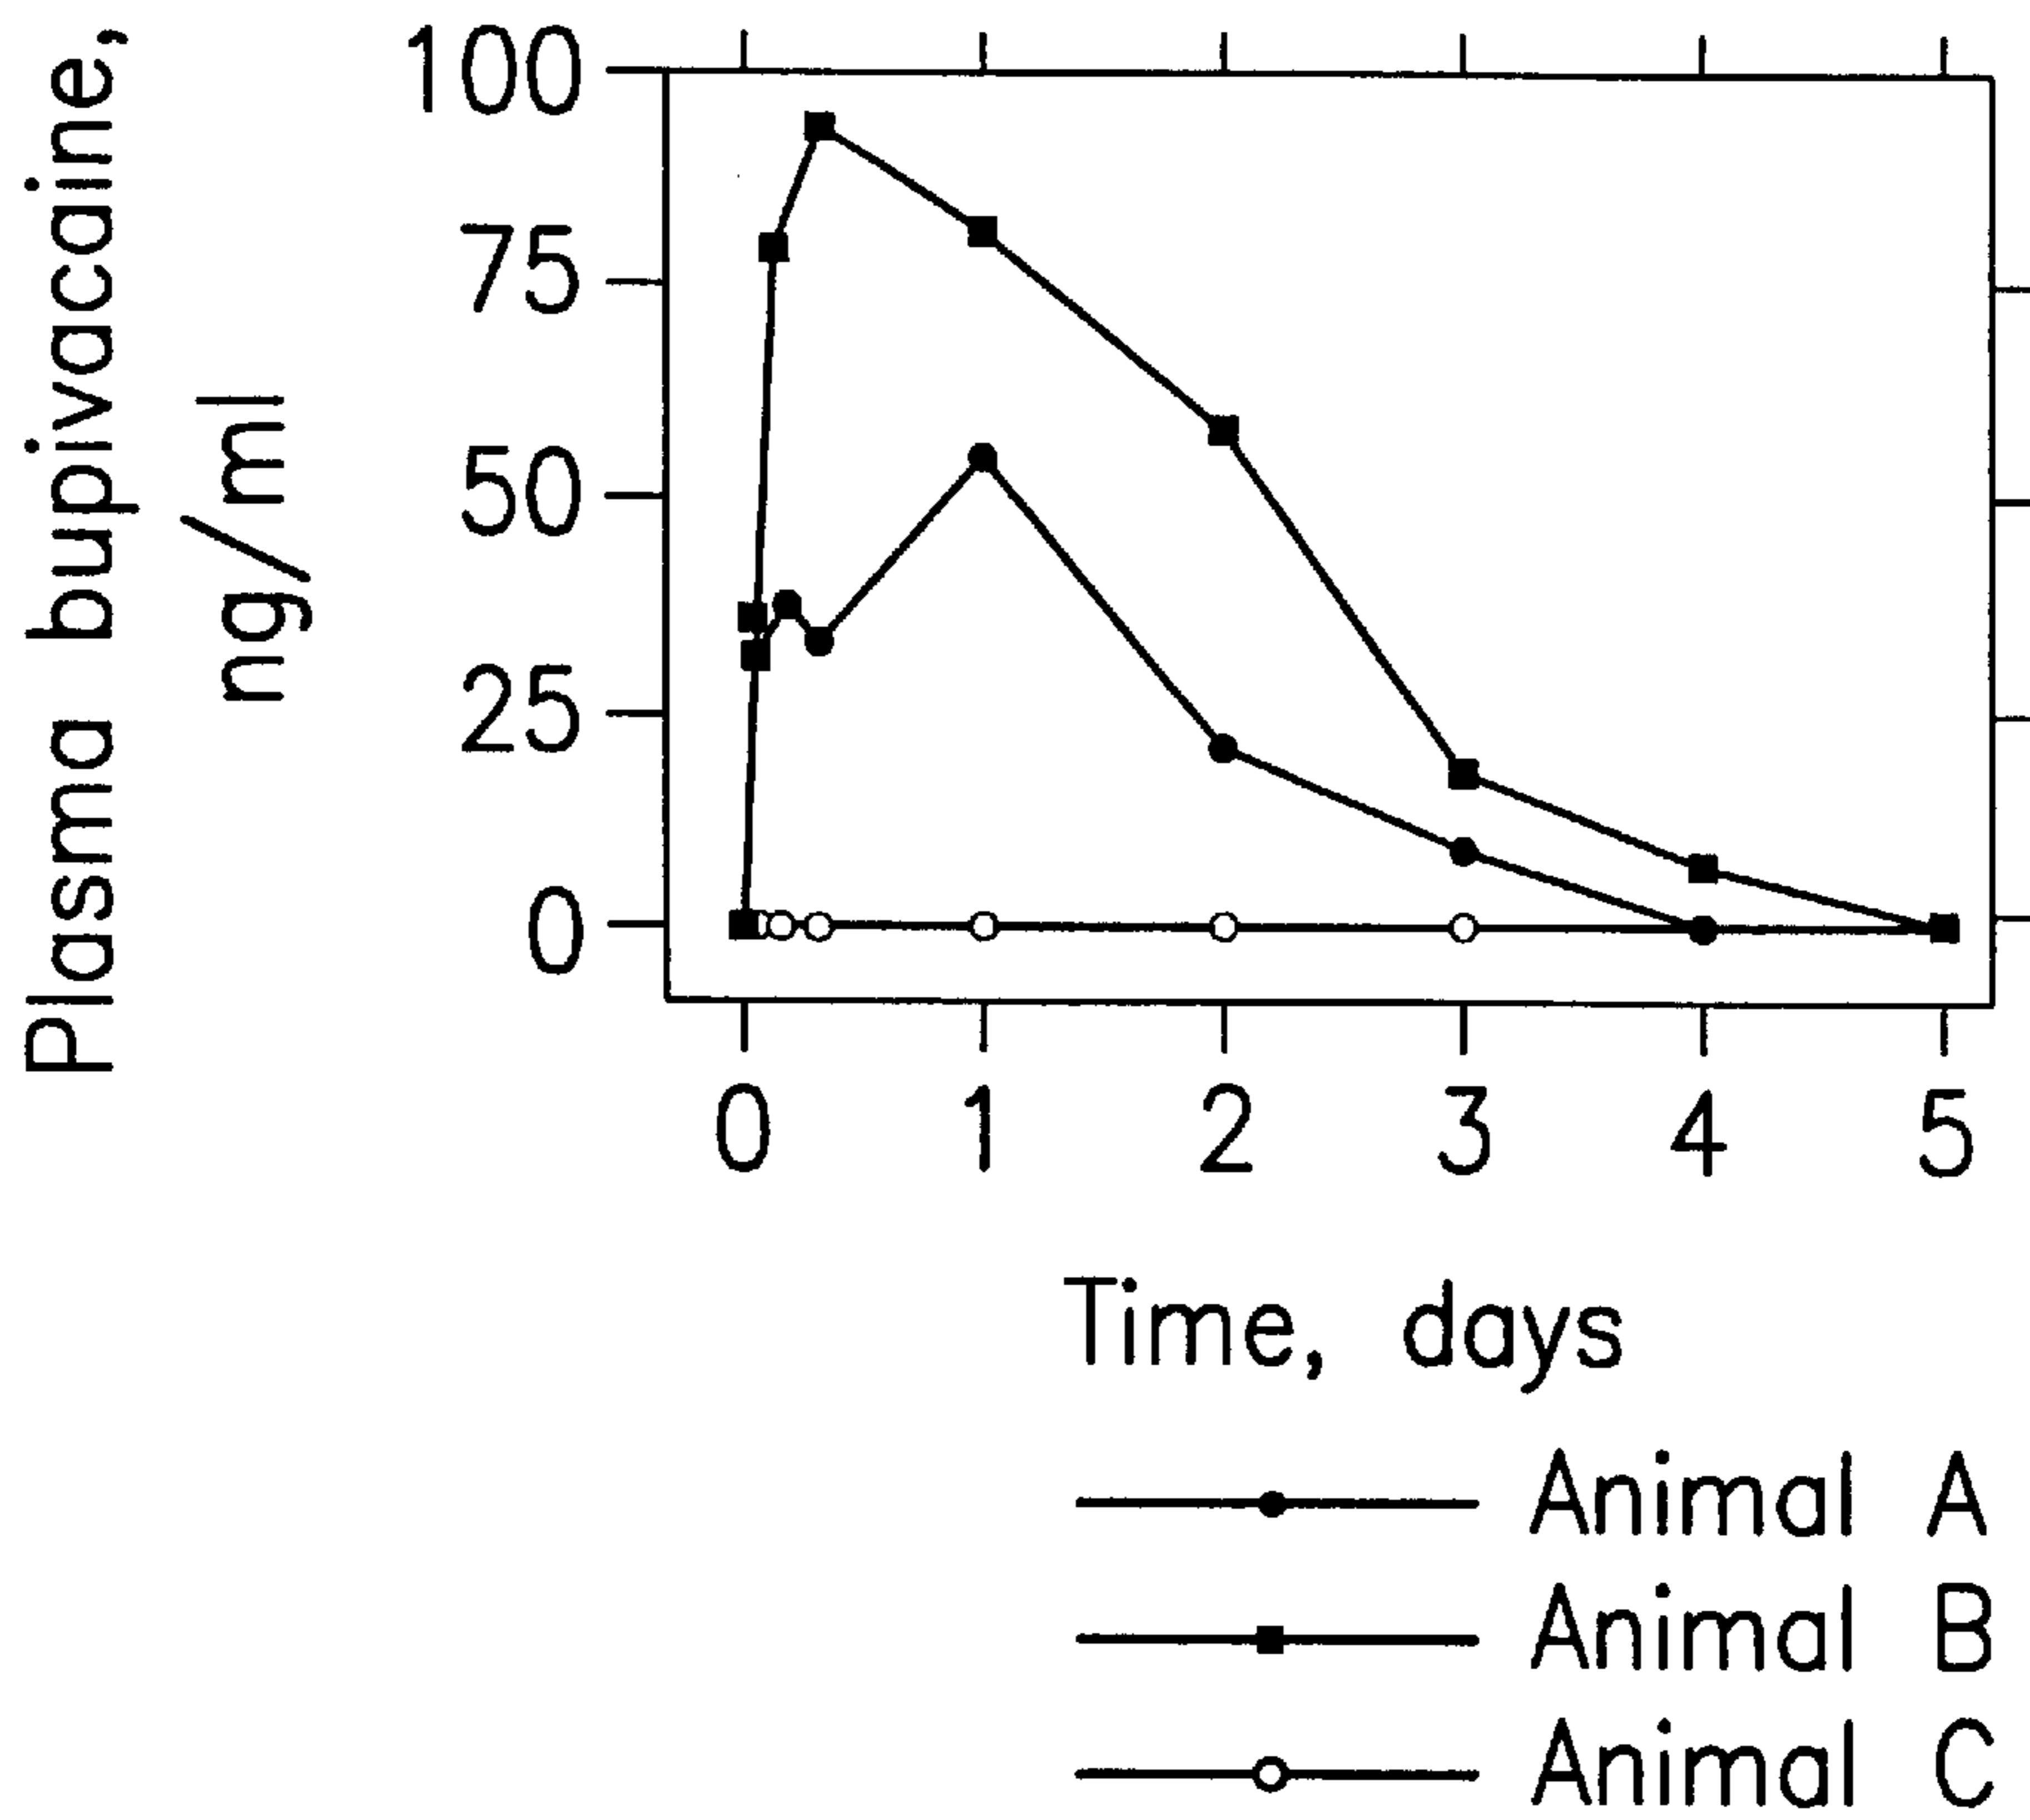 Plasma bupivacaine,
ng/ml
100
75
50
25
0
0 1 2 3 4 5
Time, days
Animal A
Animal B
Animal C